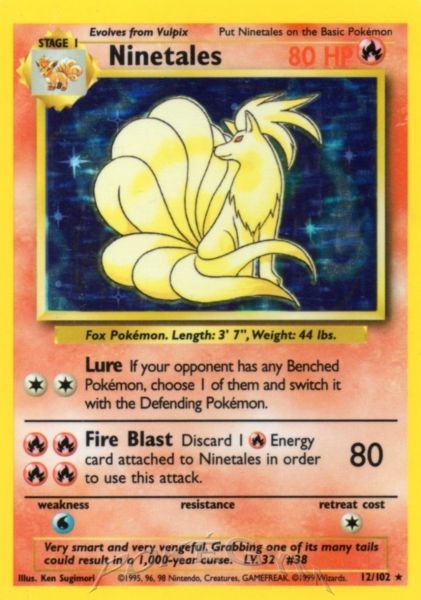 Evolves from Vulpix Put Ninetales on the Basic Pokémon
STAGE 1
Ninetales 80 HP
Fox Pokémon. Length: 3' 7", Weight: 44 lbs.
Lure If your opponent has any Benched
Pokémon, choose 1 of them and switch it
with the Defending Pokémon.
Fire Blast Discard 1 Energy
card attached to Ninetales in order
to use this attack.
80
weakness resistance retreat cost
Very smart and very vengeful. Grabbing one of its many tails
could result in a 1,000-year curse. LV. 32 #38
Illus. Ken Sugimori ©1995, 96, 98 Nintendo, Creatures, GAMEFREAK. ©1999 Wizards. 12/102 ★